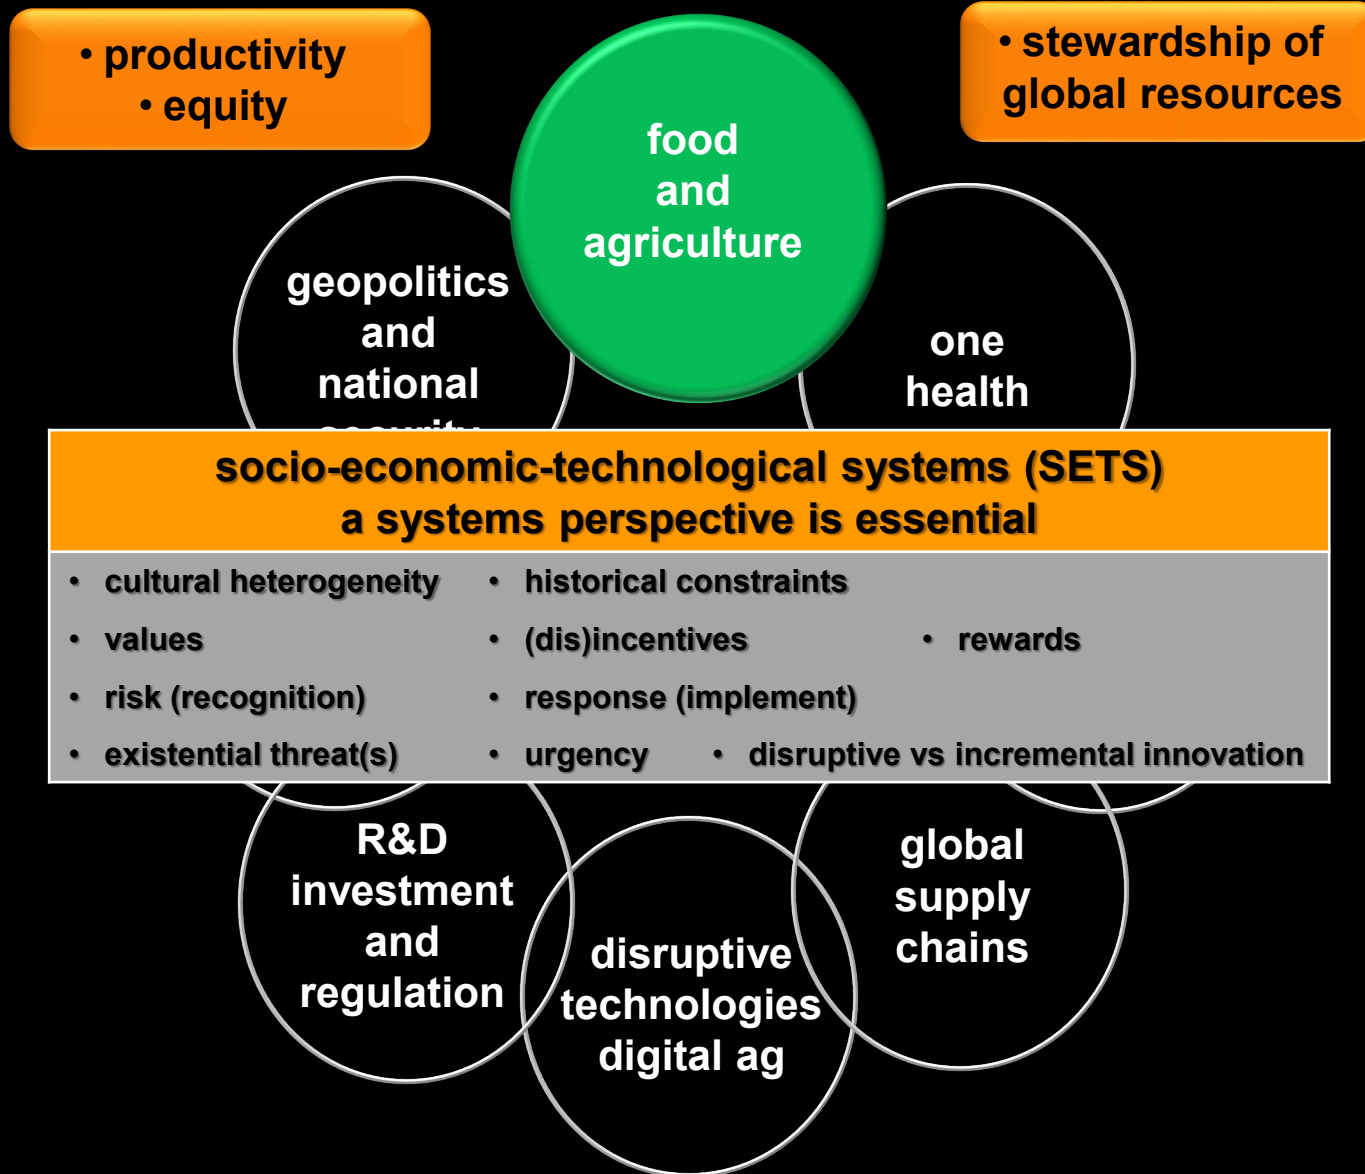 • productivity
• equity
• stewardship of
global resources
food
and
agriculture
geopolitics
and
national
security
one
health
socio-economic-technological systems (SETS)
a systems perspective is essential
• cultural heterogeneity • historical constraints
• values • (dis)incentives • rewards
• risk (recognition) • response (implement)
• existential threat(s) • urgency • disruptive vs incremental innovation
R&D
investment
and
regulation
disruptive
technologies
digital ag
global
supply
chains